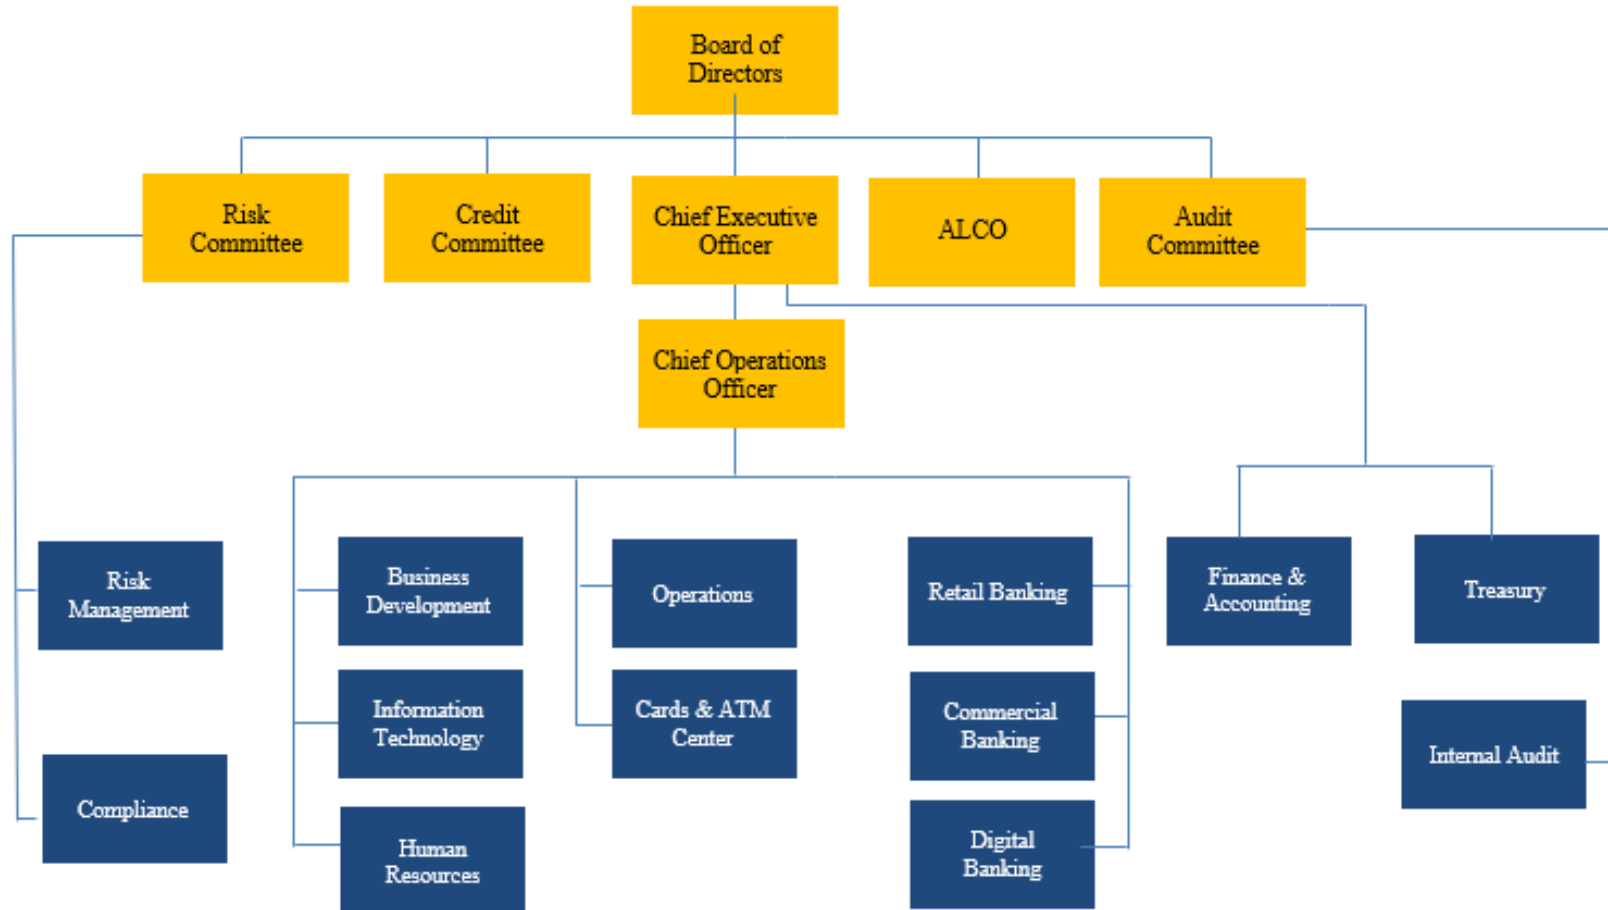 Board of
Directors
Risk
Committee
Credit
Committee
Chief Executive
Officer
ALCO
Audit
Committee
Chief Operations
Officer
Risk
Management
Business
Development
Operations
Retail Banking
Finance &
Accounting
Treasury
Information
Technology
Cards & ATM
Center
Commercial
Banking
Internal Audit
Compliance
Human
Resources
Digital
Banking